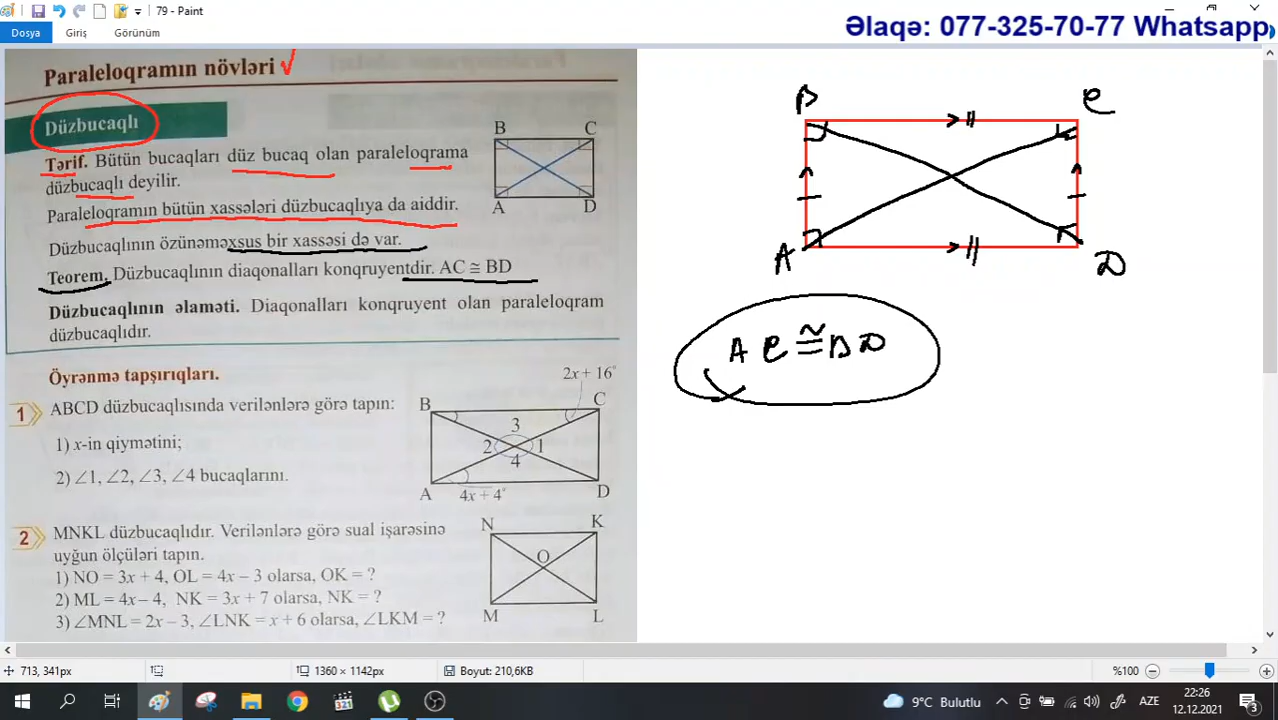 79 - Paint
Əlaqə: 077-325-70-77 Whatsapp
Dosya Giriş Görünüm
Paraleloqramın növləri
Düzbucaqlı
Tərif. Bütün bucaqları düz bucaq olan paraleloqrama
düzbucaqlı deyilir.
Paraleloqramın bütün xassələri düzbucaqlıya da aiddir.
Düzbucaqlının özünəməxsus bir xassəsi də var.
Teorem. Düzbucaqlının diaqonalları konqruyentdir. AC ≅ BD
Düzbucaqlının əlaməti. Diaqonalları konqruyent olan paraleloqram
düzbucaqlıdır.
B C
A D
Öyrənmə tapşırıqları.
1 ABCD düzbucaqlısında verilənlərə görə tapın:
1) x-in qiymətini;
2) ∠1, ∠2, ∠3, ∠4 bucaqlarını.
2x + 16°
B C
3
2 1
4
A D
4x + 4°
2 MNKL düzbucaqlıdır. Verilənlərə görə sual işarəsinə
uyğun ölçüləri tapın.
1) NO = 3x + 4, OL = 4x – 3 olarsa, OK = ?
2) ML = 4x – 4, NK = 3x + 7 olarsa, NK = ?
3) ∠MNL = 2x – 3, ∠LNK = x + 6 olarsa, ∠LKM = ?
N K
O
M L
B C
A D
AC ≅ BD
713, 341px
1360 × 1142px
Boyut: 210,6KB
%100
321
9°C Bulutlu
AZE
22:26
12.12.2021
3